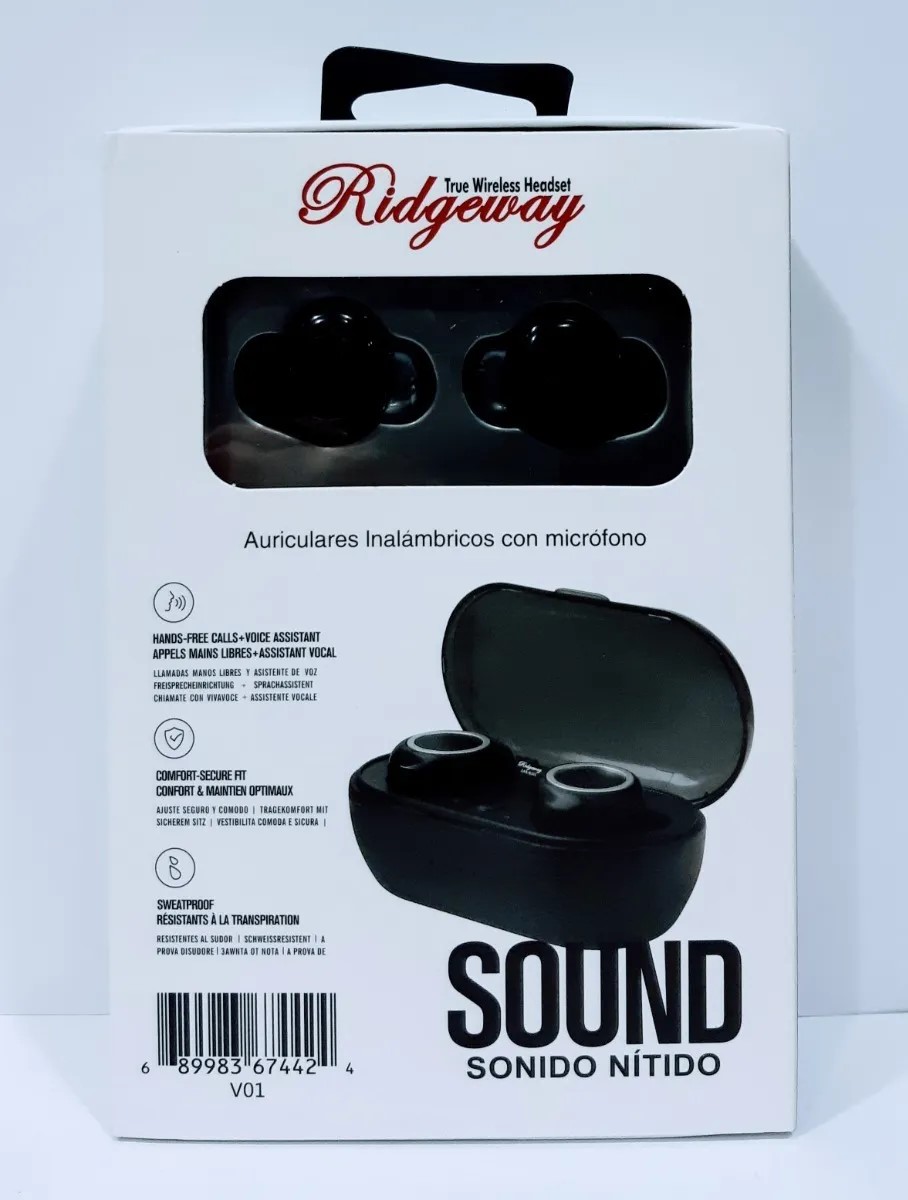 True Wireless Headset
Ridgeway
Auriculares Inalámbricos con micrófono
HANDS-FREE CALLS+VOICE ASSISTANT
APPELS MAINS LIBRES+ASSISTANT VOCAL
LLAMADAS MANOS LIBRES Y ASISTENTE DE VOZ
FREISPRECHEINRICHTUNG + SPRACHASSISTENT
CHIAMATE CON VIVAVOCE + ASSISTENTE VOCALE
COMFORT-SECURE FIT
CONFORT & MAINTIEN OPTIMAUX
AJUSTE SEGURO Y COMODO | TRAGEKOMFORT MIT
SICHEREM SITZ | VESTIBILITA COMODA E SICURA |
Ridgeway
SWEATPROOF
RÉSISTANTS À LA TRANSPIRATION
RESISTENTES AL SUDOR | SCHWEISSRESISTENT | A
PROVA DISUDORE | 3AWNTA OT NOTA | A PROVA DE
SOUND
SONIDO NÍTIDO
6 89983 67442 4
V01